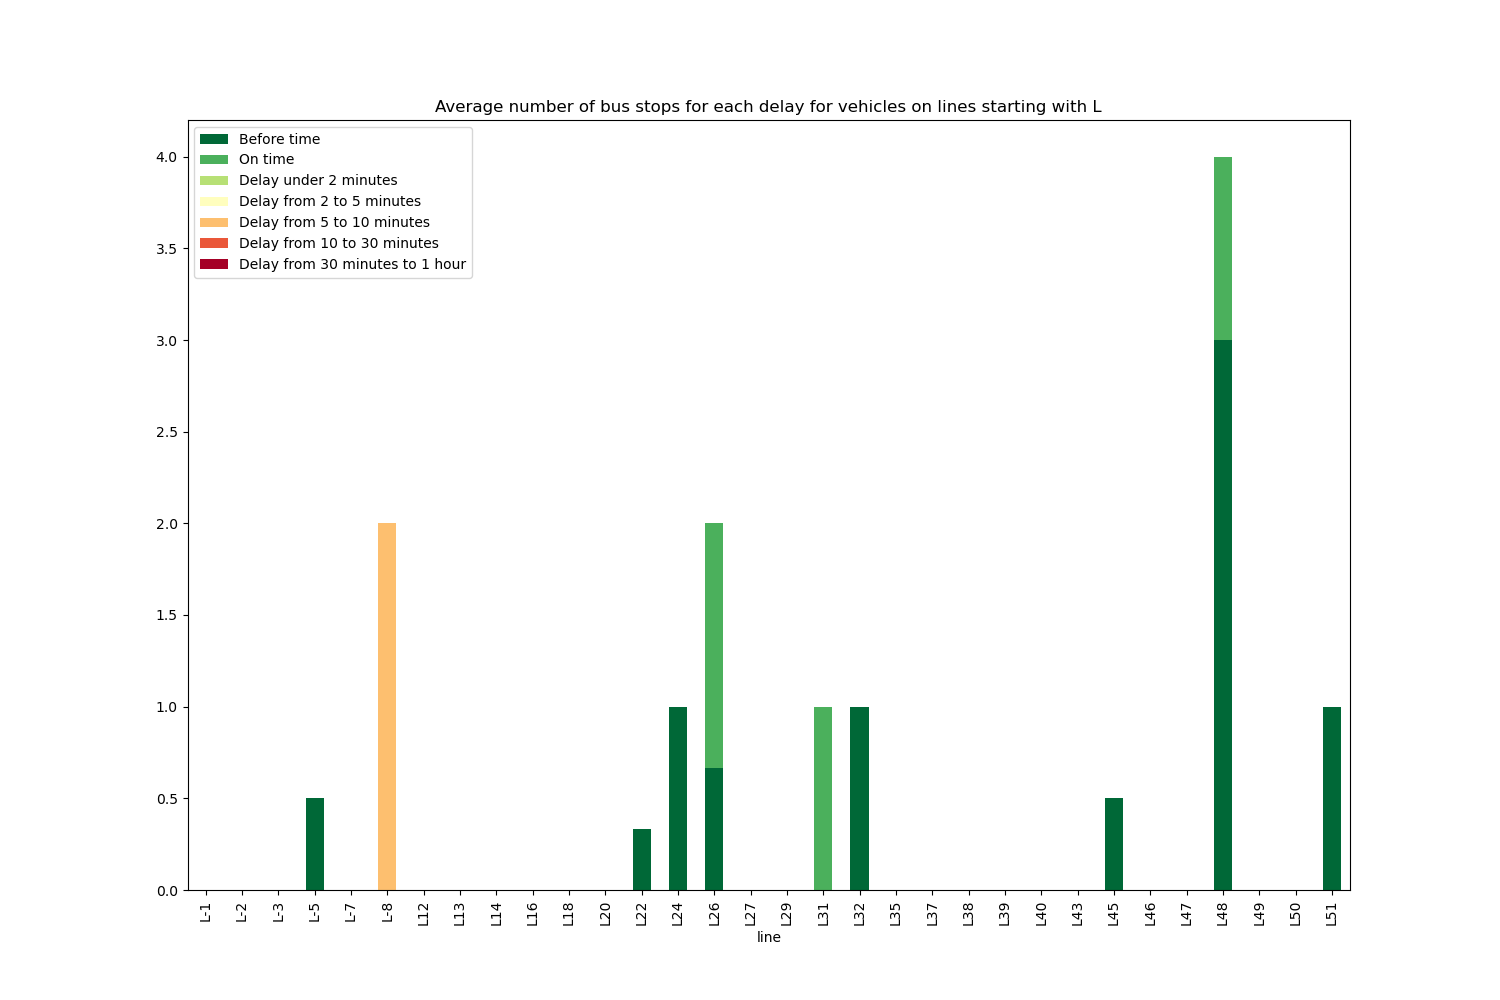 Average number of bus stops for each delay for vehicles on lines starting with L
Before time
On time
Delay under 2 minutes
Delay from 2 to 5 minutes
Delay from 5 to 10 minutes
Delay from 10 to 30 minutes
Delay from 30 minutes to 1 hour
4.0
3.5
3.0
2.5
2.0
1.5
1.0
0.5
0.0
L-1
L-2
L-3
L-5
L-7
L-8
L12
L13
L14
L16
L18
L20
L22
L24
L26
L27
L29
L31
L32
L35
L37
L38
L39
L40
L43
L45
L46
L47
L48
L49
L50
L51
line